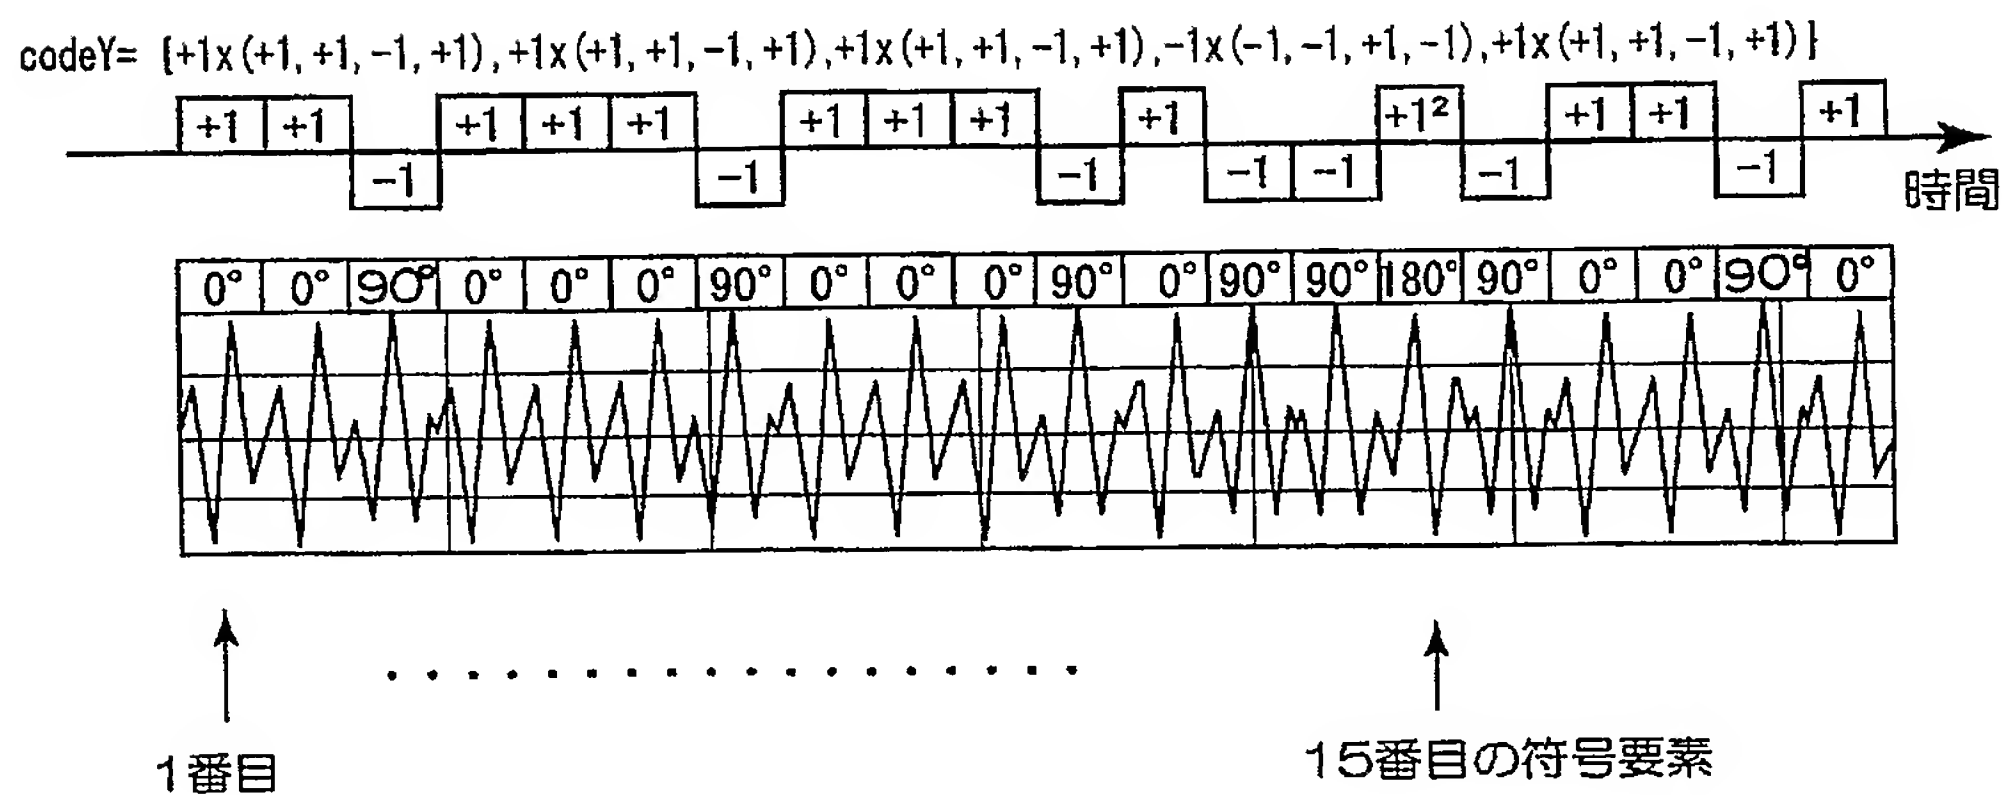 codeY= {+1x(+1, +1, -1, +1), +1x(+1, +1, -1, +1),+1x(+1, +1, -1, +1),-1x(-1, -1, +1, -1),+1x(+1, +1, -1, +1)}
+1 +1 -1 +1 +1 +1 -1 +1 +1 +1 -1 +1 -1 -1 +1² -1 +1 +1 -1 +1
時間
0° 0° 90° 0° 0° 0° 90° 0° 0° 0° 90° 0° 90° 90° 180° 90° 0° 0° 90° 0°
1番目
15番目の符号要素